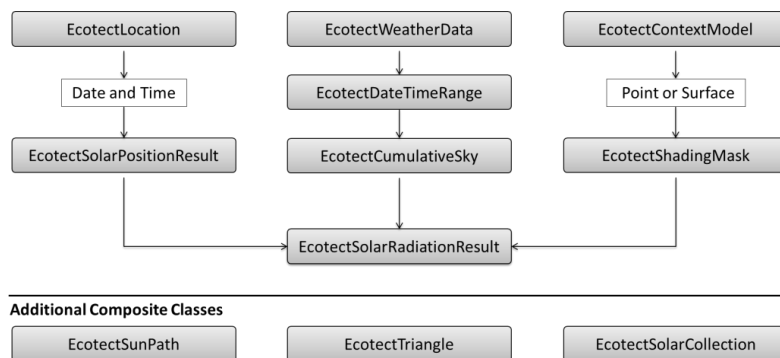 EcotectLocation
EcotectWeatherData
EcotectContextModel
Date and Time
EcotectDateTimeRange
Point or Surface
EcotectSolarPositionResult
EcotectCumulativeSky
EcotectShadingMask
EcotectSolarRadiationResult
Additional Composite Classes
EcotectSunPath
EcotectTriangle
EcotectSolarCollection